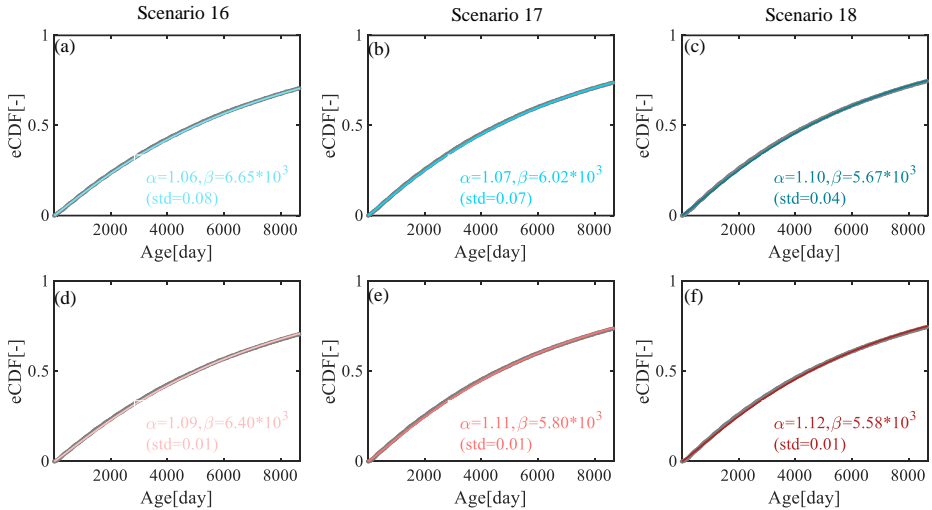 Scenario 16
Scenario 17
Scenario 18
(a)
1
0.5
0
eCDF[-]
α=1.06,β=6.65*10³
(std=0.08)
2000 4000 6000 8000
Age[day]
(b)
1
0.5
0
eCDF[-]
α=1.07,β=6.02*10³
(std=0.07)
2000 4000 6000 8000
Age[day]
(c)
1
0.5
0
eCDF[-]
α=1.10,β=5.67*10³
(std=0.04)
2000 4000 6000 8000
Age[day]
(d)
1
0.5
0
eCDF[-]
α=1.09,β=6.40*10³
(std=0.01)
2000 4000 6000 8000
Age[day]
(e)
1
0.5
0
eCDF[-]
α=1.11,β=5.80*10³
(std=0.01)
2000 4000 6000 8000
Age[day]
(f)
1
0.5
0
eCDF[-]
α=1.12,β=5.58*10³
(std=0.01)
2000 4000 6000 8000
Age[day]